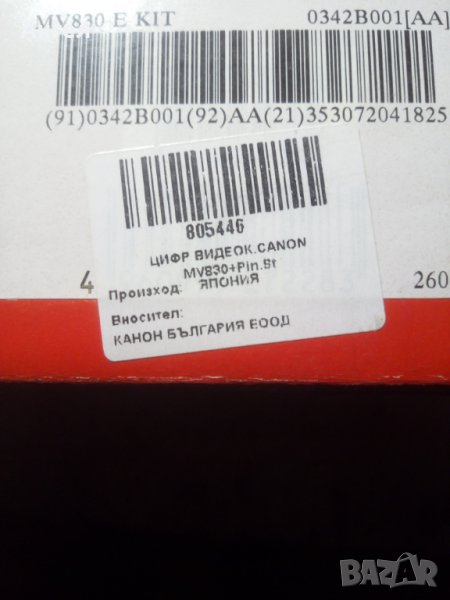 MV830 E KIT 0342B001[AA]
(91)0342B001(92)AA(21)353072041825
805446
ЦИФР ВИДЕОК.CANON
MV830+Pin.St
Произход: ЯПОНИЯ
Вносител:
КАНОН БЪЛГАРИЯ ЕООД
4 260
BAZAR